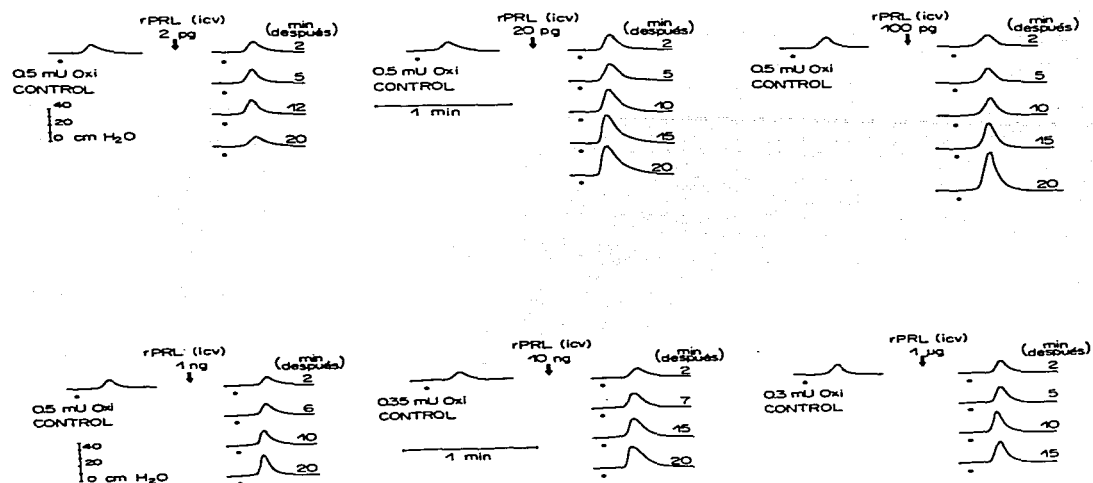 rPRL (icv)
2 pg
min
(después)
2
5
12
20
0.5 mU Oxi
CONTROL
40
20
0 cm H₂O
rPRL (icv)
20 pg
min
(después)
2
5
10
15
20
0.5 mU Oxi
CONTROL
1 min
rPRL (icv)
100 pg
min
(después)
2
5
10
15
20
0.5 mU Oxi
CONTROL
rPRL (icv)
1 ng
min
(después)
2
6
10
20
0.5 mU Oxi
CONTROL
40
20
0 cm H₂O
rPRL (icv)
10 ng
min
(después)
2
7
15
20
0.35 mU Oxi
CONTROL
1 min
rPRL (icv)
1 µg
min
(después)
2
5
10
15
0.3 mU Oxi
CONTROL